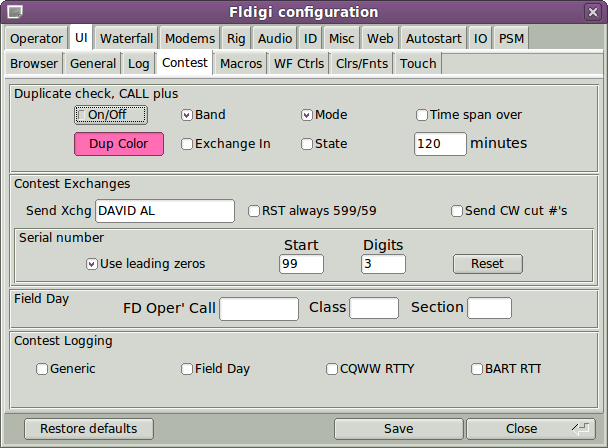 Fldigi configuration
Operator UI Waterfall Modems Rig Audio ID Misc Web Autostart IO PSM
Browser General Log Contest Macros WF Ctrls Clrs/Fnts Touch
Duplicate check, CALL plus
On/Off Band Mode Time span over
Dup Color Exchange In State 120 minutes
Contest Exchanges
Send Xchg DAVID AL RST always 599/59 Send CW cut #'s
Serial number
Start Digits
Use leading zeros 99 3 Reset
Field Day
FD Oper' Call Class Section
Contest Logging
Generic Field Day CQWW RTTY BART RTT
Restore defaults Save Close